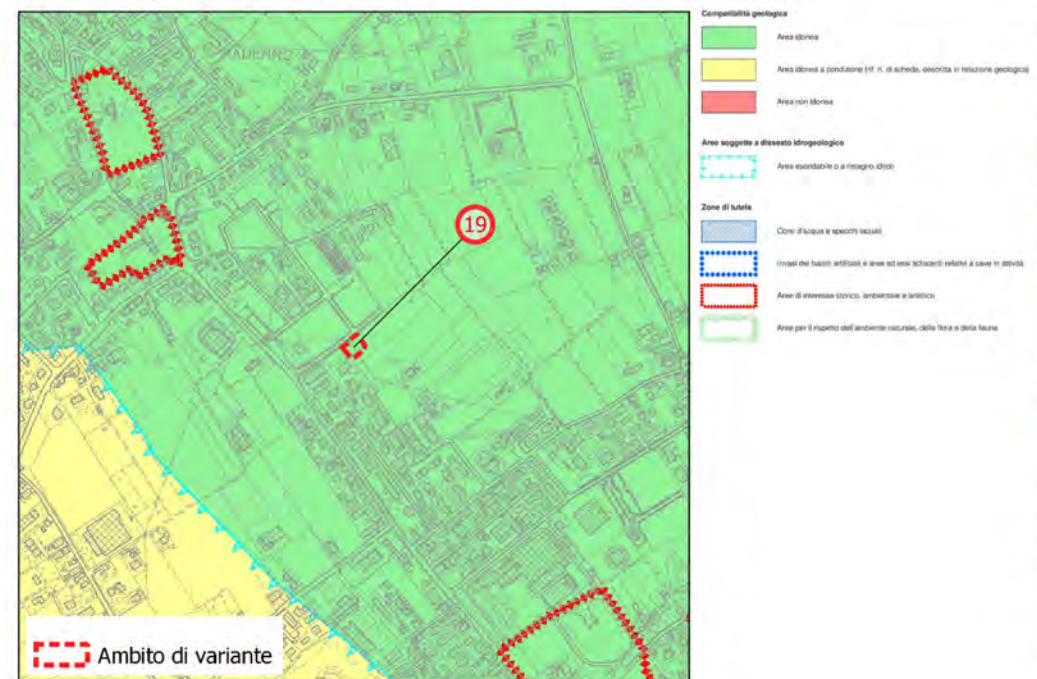 Compatibilità geologica
Area idonea
Area idonea a condizione (rif. n. di scheda, descritta in relazione geologica)
Area non idonea
Aree soggette a dissesto idrogeologico
Area esondabile o a ristagno idrico
Zone di tutela
Corsi d'acqua e specchi lacuali
Invasi dei bacini artificiali e aree ad essi adiacenti relativi a cave in attività
Aree di interesse storico, ambientale e artistico
Aree per il rispetto dell'ambiente naturale, della flora e della fauna
19
Ambito di variante